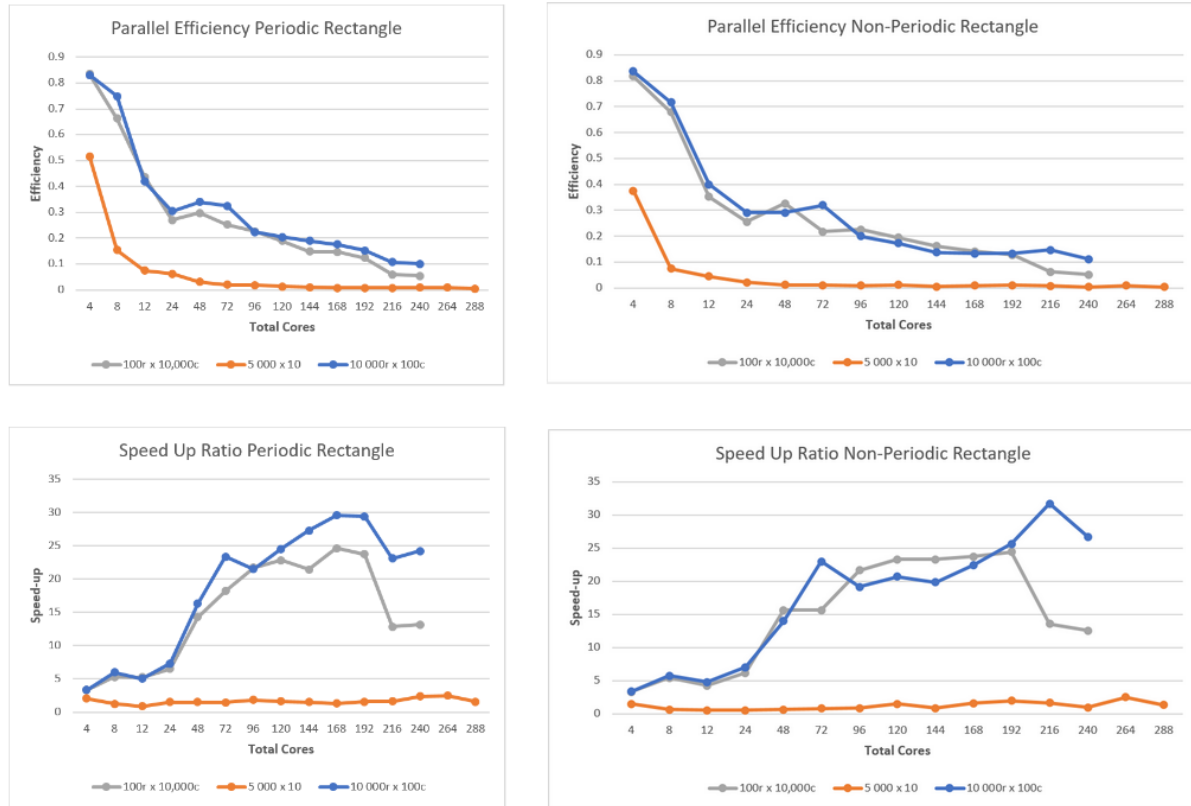 Parallel Efficiency Periodic Rectangle
0.9
0.8
0.7
0.6
0.5
0.4
0.3
0.2
0.1
0
Efficiency
4 8 12 24 48 72 96 120 144 168 192 216 240 264 288
Total Cores
100r x 10,000c 5 000 x 10 10 000r x 100c
Parallel Efficiency Non-Periodic Rectangle
0.9
0.8
0.7
0.6
0.5
0.4
0.3
0.2
0.1
0
Efficiency
4 8 12 24 48 72 96 120 144 168 192 216 240 264 288
Total Cores
100r x 10,000c 5 000 x 10 10 000r x 100c
Speed Up Ratio Periodic Rectangle
35
30
25
20
15
10
5
0
Speed-up
4 8 12 24 48 72 96 120 144 168 192 216 240 264 288
Total Cores
100r x 10,000c 5 000 x 10 10 000r x 100c
Speed Up Ratio Non-Periodic Rectangle
35
30
25
20
15
10
5
0
Speed-up
4 8 12 24 48 72 96 120 144 168 192 216 240 264 288
Total Cores
100r x 10,000c 5 000 x 10 10 000r x 100c